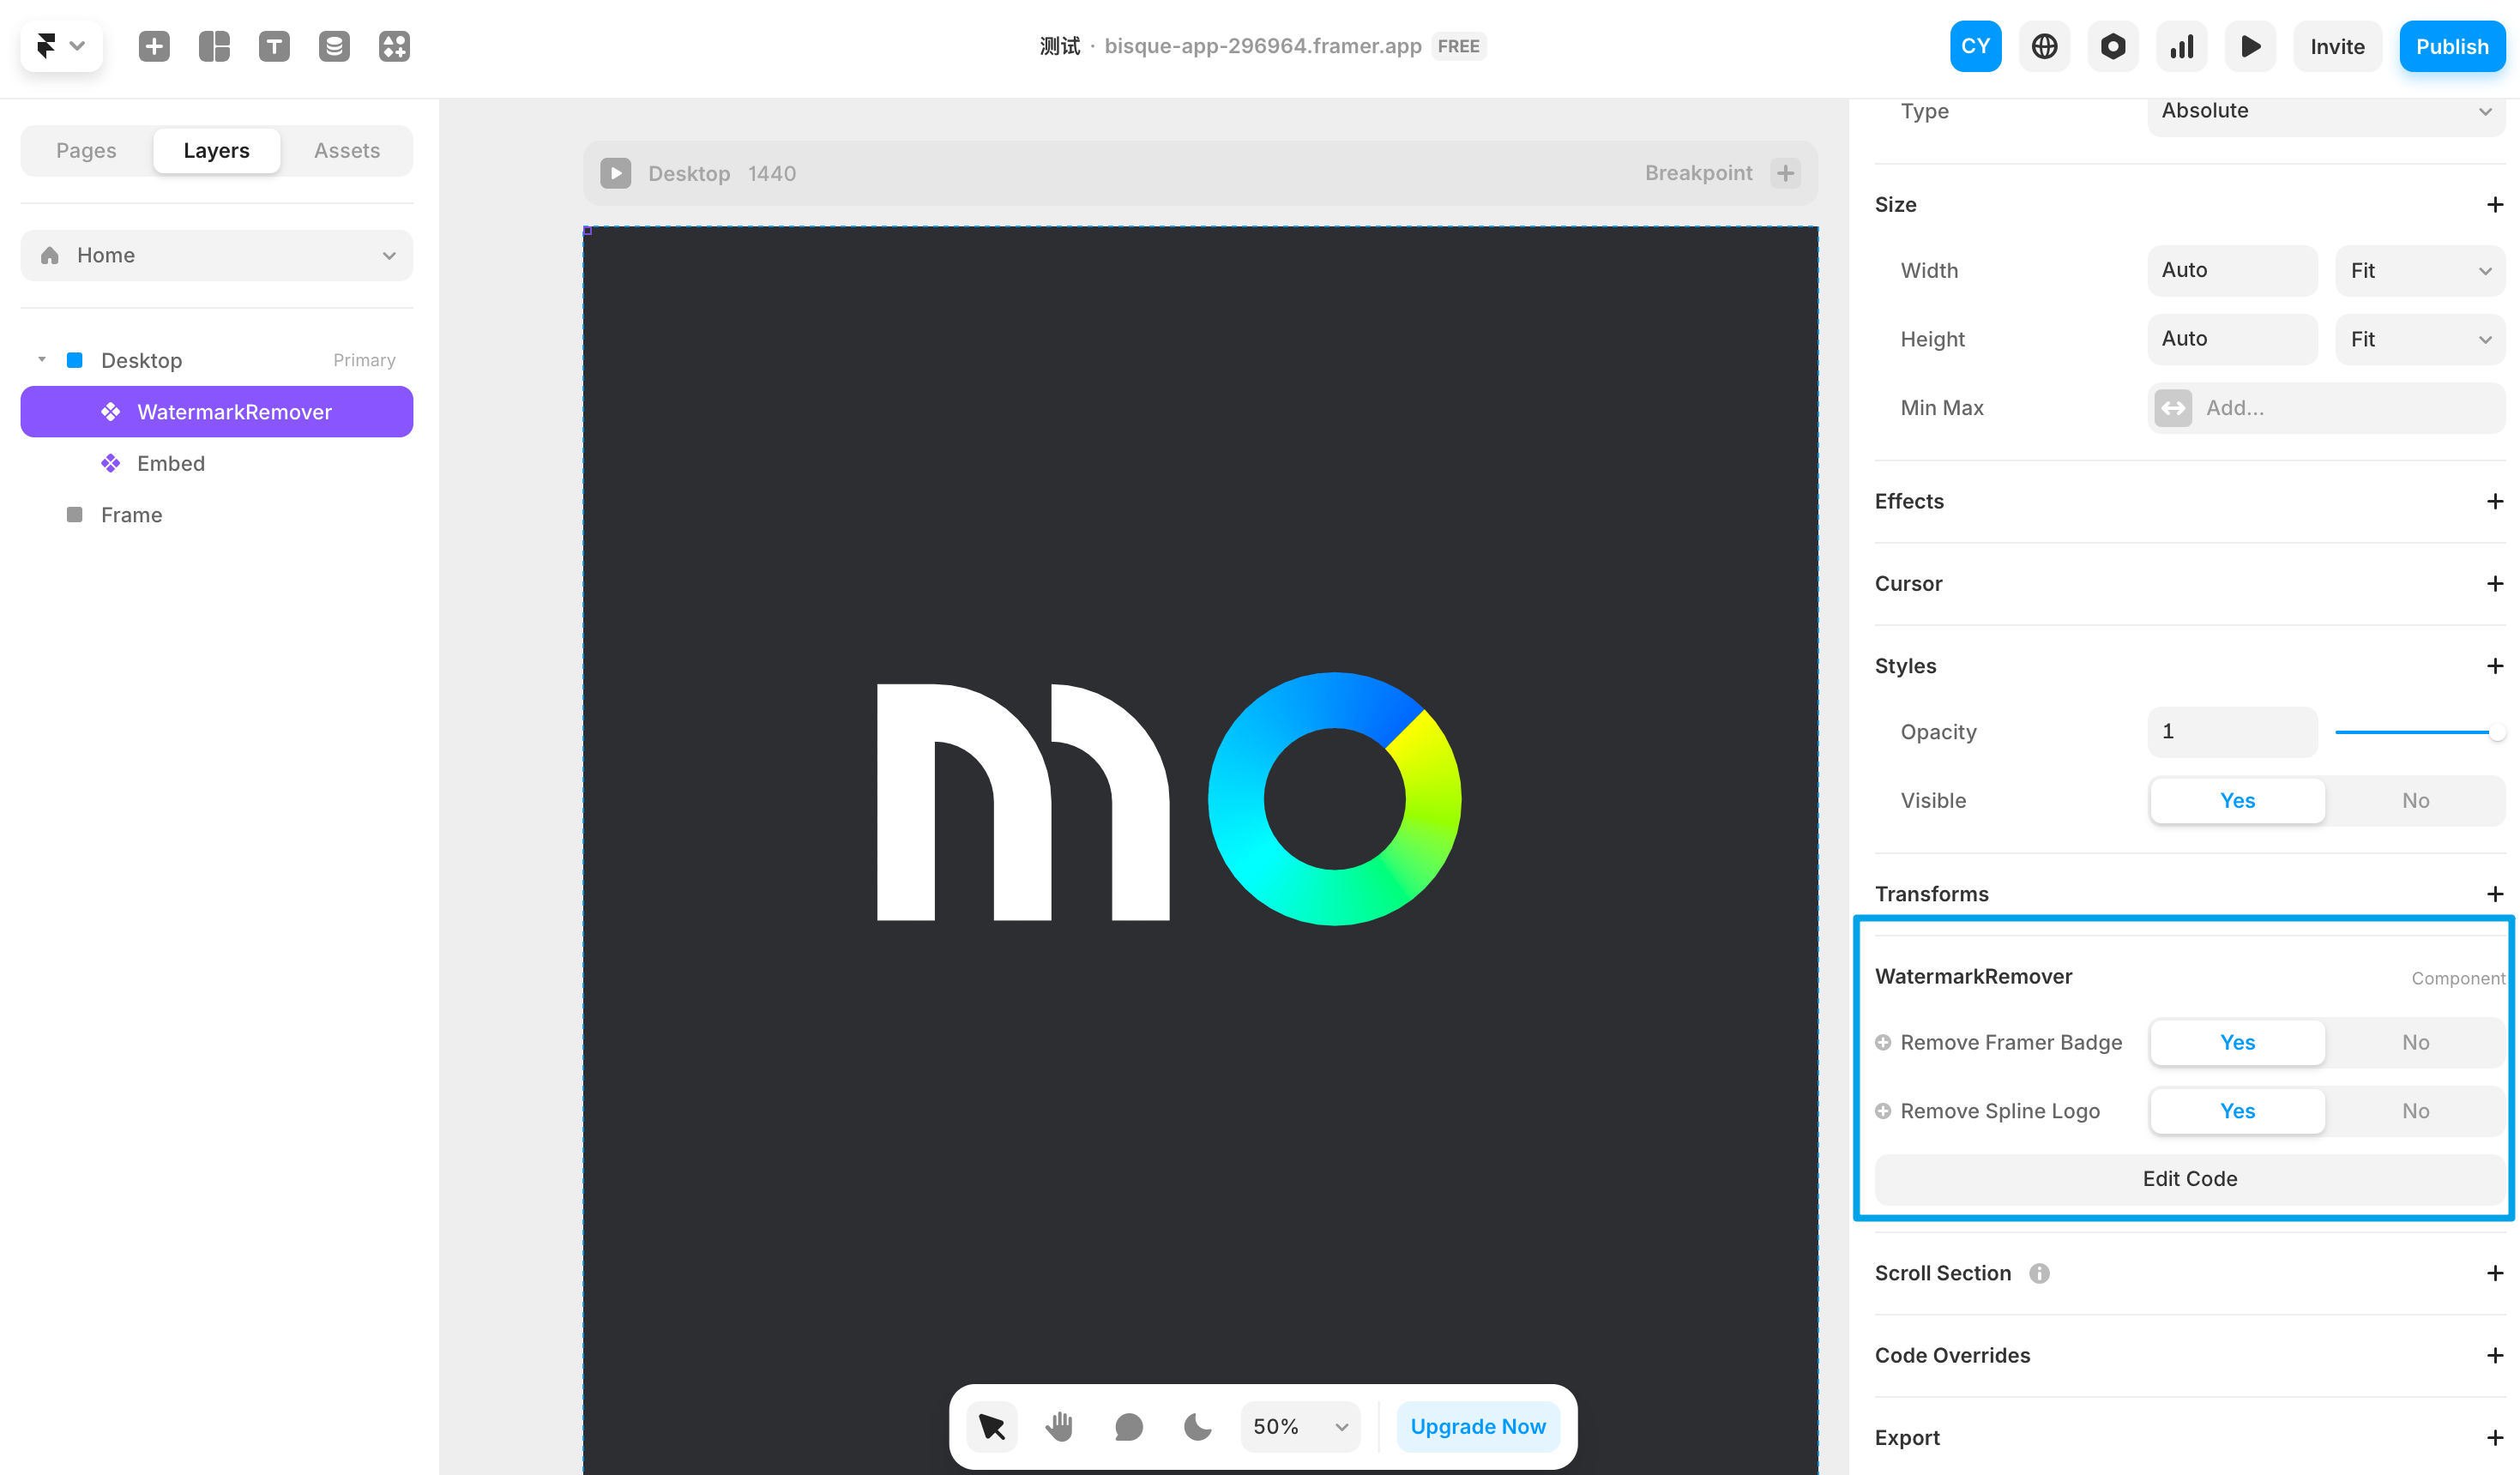 测试 · bisque-app-296964.framer.app FREE
CY
Invite
Publish
Pages
Layers
Assets
Home
Desktop
Primary
WatermarkRemover
Embed
Frame
Desktop 1440
Breakpoint
mo
50%
Upgrade Now
Type
Absolute
Size
Width
Auto
Fit
Height
Auto
Fit
Min Max
Add...
Effects
Cursor
Styles
Opacity
1
Visible
Yes
No
Transforms
WatermarkRemover
Component
Remove Framer Badge
Yes
No
Remove Spline Logo
Yes
No
Edit Code
Scroll Section
Code Overrides
Export